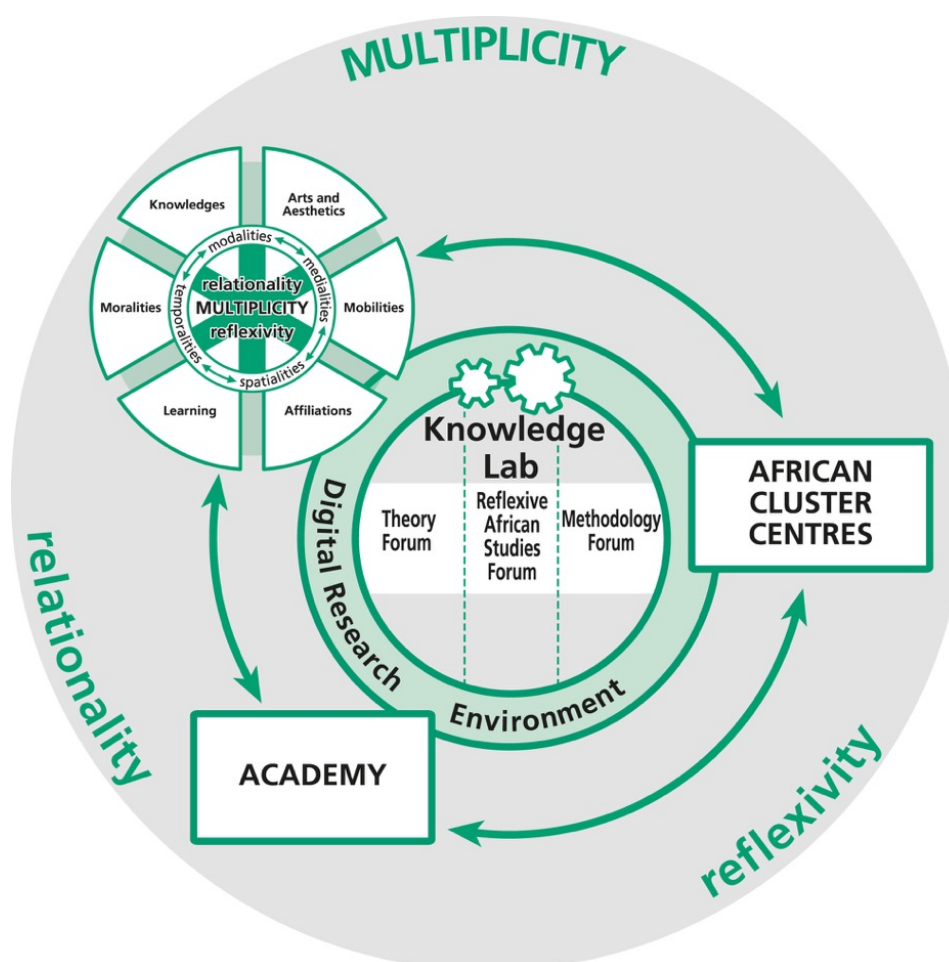 MULTIPLICITY
Knowledges
Arts and
Aesthetics
Moralities
Mobilities
Learning
Affiliations
modalities
medialities
temporalities
spatialities
relationality
MULTIPLICITY
reflexivity
Knowledge
Lab
Theory
Forum
Reflexive
African
Studies
Forum
Methodology
Forum
Digital Research
Environment
AFRICAN
CLUSTER
CENTRES
ACADEMY
relationality
reflexivity